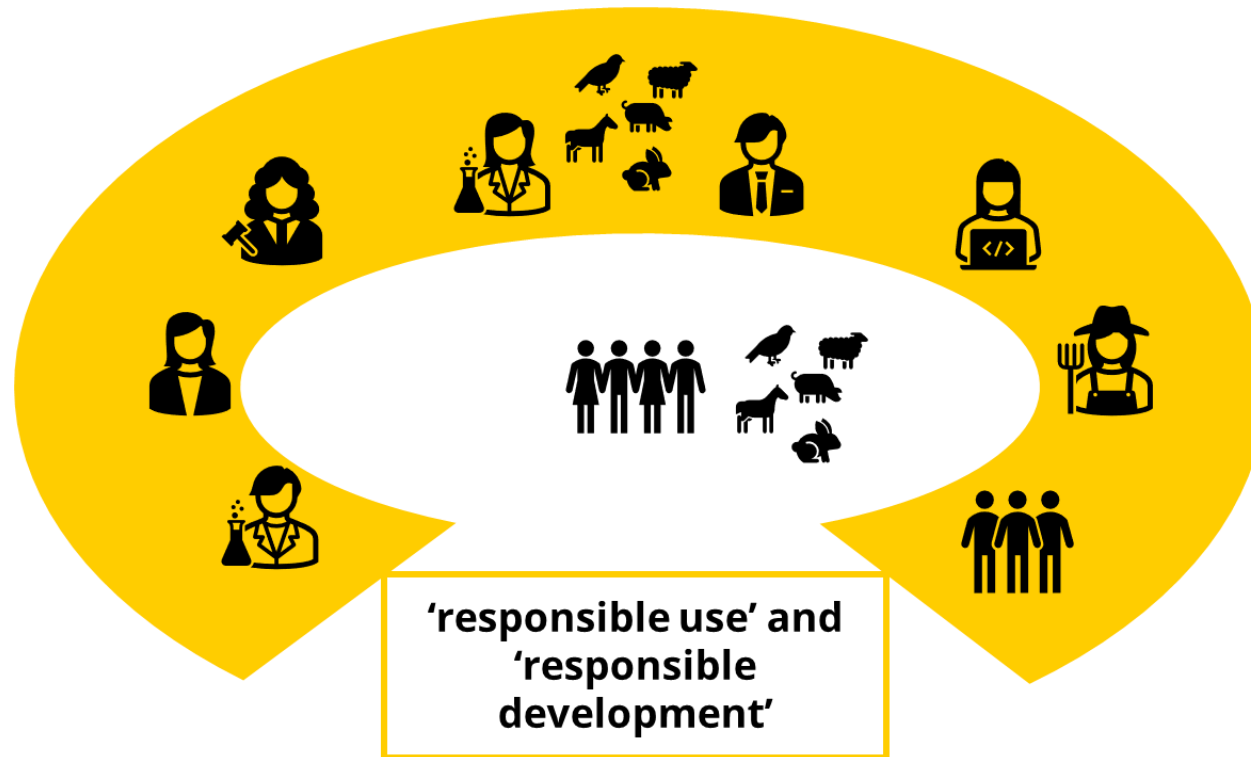 </>
‘responsible use’ and
‘responsible
development’